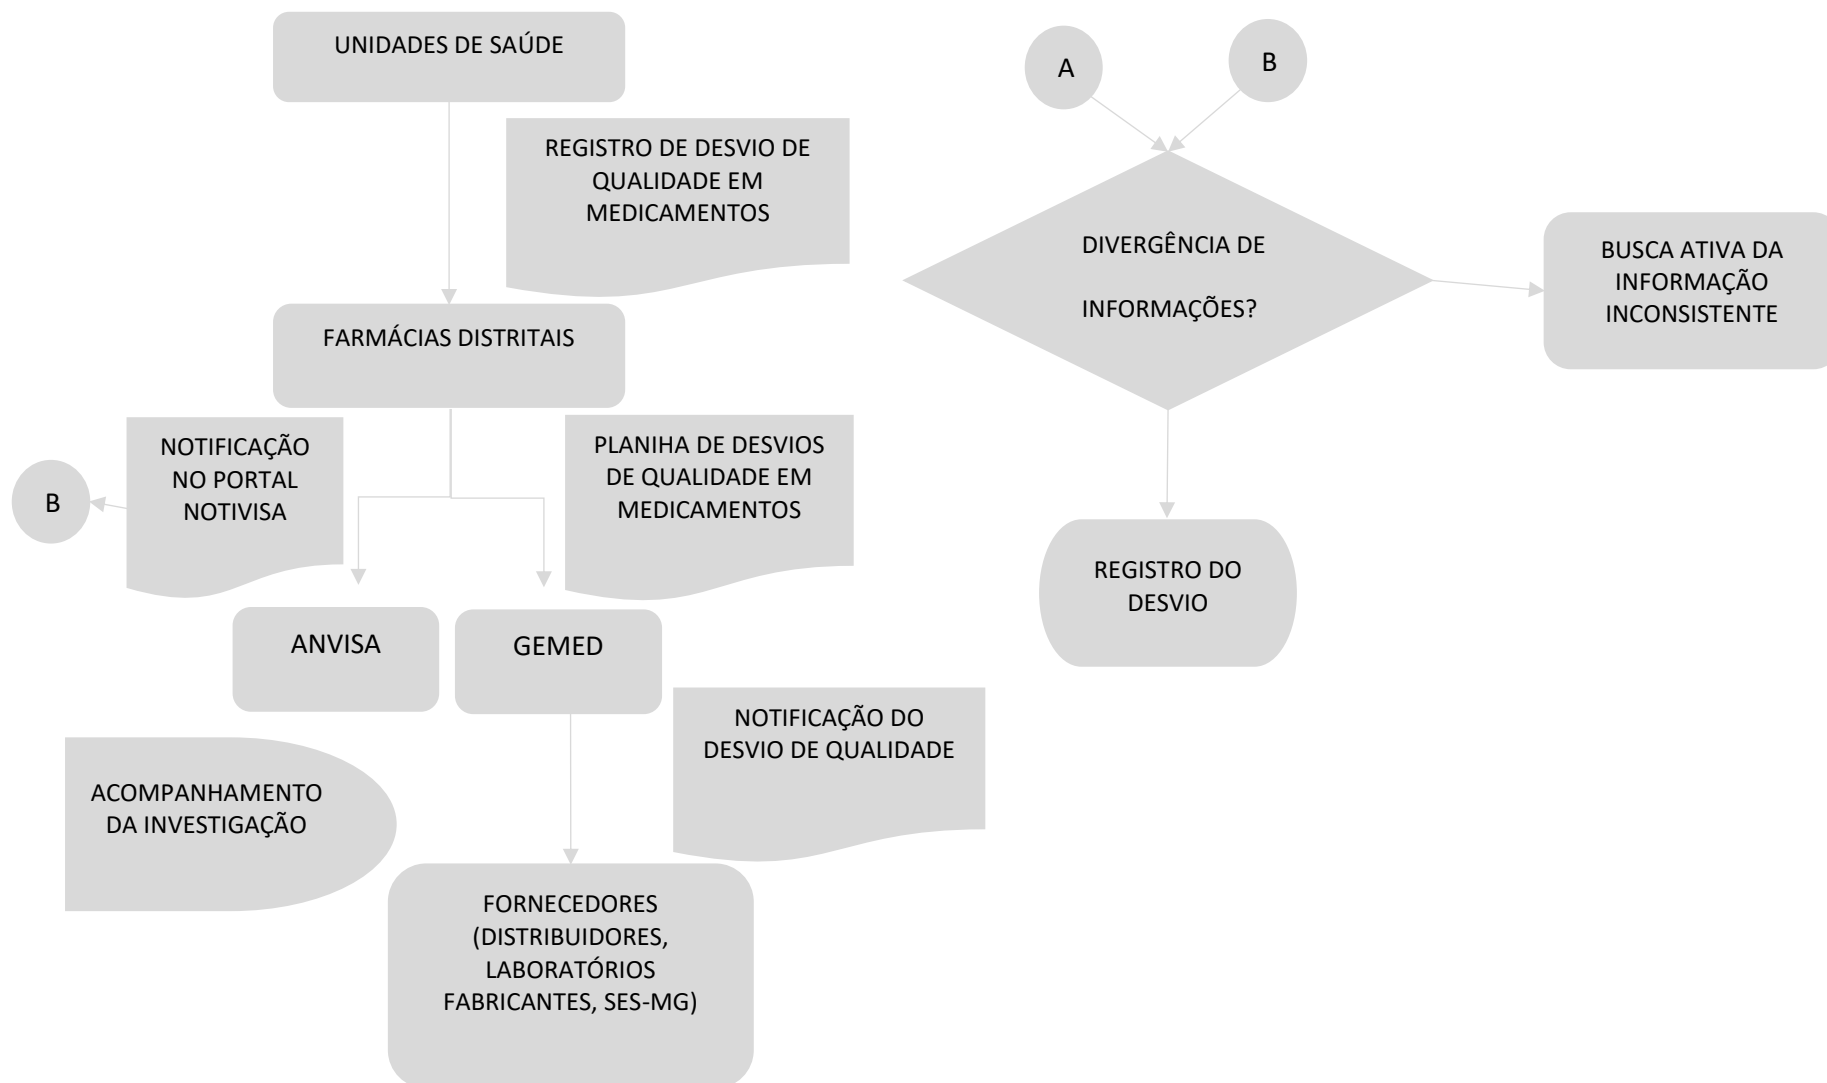 UNIDADES DE SAÚDE
REGISTRO DE DESVIO DE
QUALIDADE EM
MEDICAMENTOS
FARMÁCIAS DISTRITAIS
NOTIFICAÇÃO
NO PORTAL
NOTIVISA
B
PLANIHA DE DESVIOS
DE QUALIDADE EM
MEDICAMENTOS
ANVISA
GEMED
NOTIFICAÇÃO DO
DESVIO DE QUALIDADE
ACOMPANHAMENTO
DA INVESTIGAÇÃO
FORNECEDORES
(DISTRIBUIDORES,
LABORATÓRIOS
FABRICANTES, SES-MG)
A
B
DIVERGÊNCIA DE
INFORMAÇÕES?
BUSCA ATIVA DA
INFORMAÇÃO
INCONSISTENTE
REGISTRO DO
DESVIO